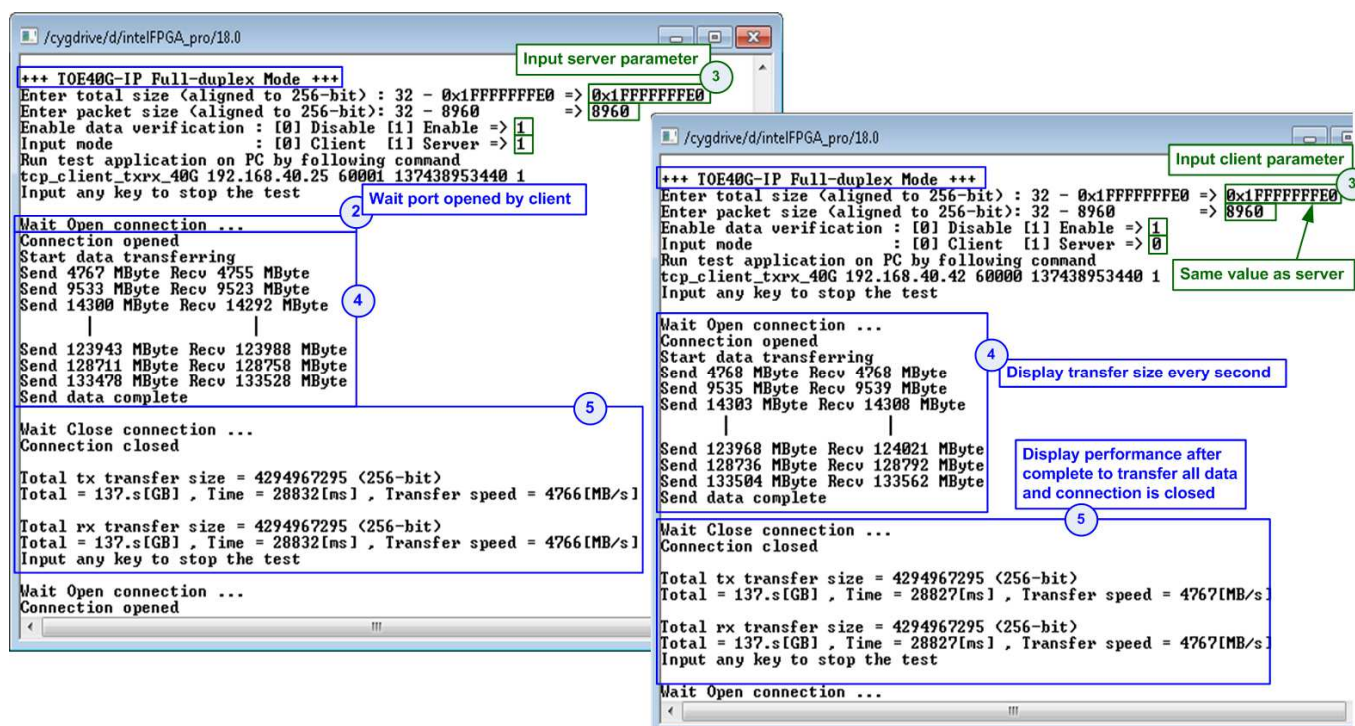 /cygdrive/d/intelFPGA_pro/18.0
Input server parameter
3
+++ TOE40G-IP Full-duplex Mode +++
Enter total size (aligned to 256-bit) : 32 - 0x1FFFFFFFE0 => 0x1FFFFFFFE0
Enter packet size (aligned to 256-bit): 32 - 8960 => 8960
Enable data verification : [0] Disable [1] Enable => 1
Input mode : [0] Client [1] Server => 1
Run test application on PC by following command
tcp_client_txrx_40G 192.168.40.25 60001 137438953440 1
Input any key to stop the test
2
Wait port opened by client
Wait Open connection ...
Connection opened
Start data transferring
Send 4767 MByte Recv 4755 MByte
Send 9533 MByte Recv 9523 MByte
Send 14300 MByte Recv 14292 MByte
4
Send 123943 MByte Recv 123988 MByte
Send 128711 MByte Recv 128758 MByte
Send 133478 MByte Recv 133528 MByte
Send data complete
5
Wait Close connection ...
Connection closed
Total tx transfer size = 4294967295 (256-bit)
Total = 137.s[GB] , Time = 28832[ms] , Transfer speed = 4766[MB/s]
Total rx transfer size = 4294967295 (256-bit)
Total = 137.s[GB] , Time = 28832[ms] , Transfer speed = 4766[MB/s]
Input any key to stop the test
Wait Open connection ...
Connection opened
/cygdrive/d/intelFPGA_pro/18.0
Input client parameter
3
+++ TOE40G-IP Full-duplex Mode +++
Enter total size (aligned to 256-bit) : 32 - 0x1FFFFFFFE0 => 0x1FFFFFFFE0
Enter packet size (aligned to 256-bit): 32 - 8960 => 8960
Enable data verification : [0] Disable [1] Enable => 1
Input mode : [0] Client [1] Server => 0
Run test application on PC by following command
tcp_client_txrx_40G 192.168.40.42 60000 137438953440 1
Input any key to stop the test
Same value as server
Wait Open connection ...
Connection opened
Start data transferring
Send 4768 MByte Recv 4768 MByte
Send 9535 MByte Recv 9539 MByte
Send 14303 MByte Recv 14308 MByte
4
Display transfer size every second
Send 123968 MByte Recv 124021 MByte
Send 128736 MByte Recv 128792 MByte
Send 133504 MByte Recv 133562 MByte
Send data complete
Display performance after
complete to transfer all data
and connection is closed
5
Wait Close connection ...
Connection closed
Total tx transfer size = 4294967295 (256-bit)
Total = 137.s[GB] , Time = 28827[ms] , Transfer speed = 4767[MB/s]
Total rx transfer size = 4294967295 (256-bit)
Total = 137.s[GB] , Time = 28827[ms] , Transfer speed = 4767[MB/s]
Input any key to stop the test
Wait Open connection ...